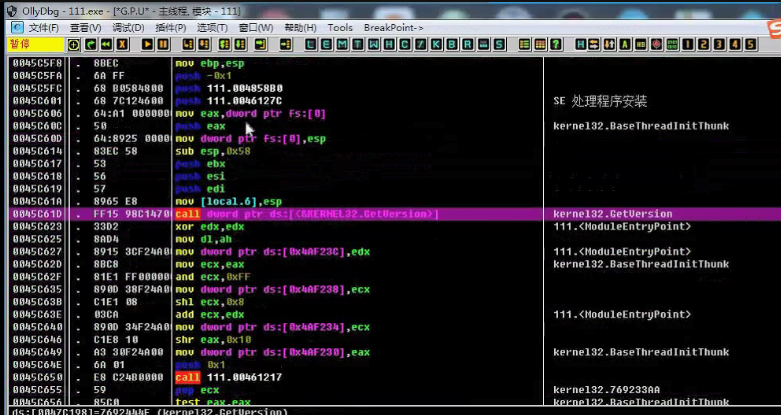 OllyDbg - 111.exe - [*G.P.U* - 主线程, 模块 - 111]
文件(F) 查看(V) 调试(D) 插件(P) 选项(T) 窗口(W) 帮助(H) Tools BreakPoint->
暂停 L E M T W H C / K B R S
0045C5F8 . 8BEC mov ebp,esp
0045C5FA . 6A FF push -0x1
0045C5FC . 68 B0584800 push 111.004858B0
0045C601 . 68 7C124600 push 111.0046127C SE 处理程序安装
0045C606 . 64:A1 0000000 mov eax,dword ptr fs:[0]
0045C60C . 50 push eax kernel32.BaseThreadInitThunk
0045C60D . 64:8925 0000 mov dword ptr fs:[0],esp
0045C614 . 83EC 58 sub esp,0x58
0045C617 . 53 push ebx
0045C618 . 56 push esi
0045C619 . 57 push edi
0045C61A . 8965 E8 mov [local.6],esp
0045C61D . FF15 98C1470 call dword ptr ds:[<&KERNEL32.GetVersion>] kernel32.GetVersion
0045C623 . 33D2 xor edx,edx 111.<ModuleEntryPoint>
0045C625 . 8AD4 mov dl,ah
0045C627 . 8915 3CF24A0 mov dword ptr ds:[0x4AF23C],edx 111.<ModuleEntryPoint>
0045C62D . 8BC8 mov ecx,eax kernel32.BaseThreadInitThunk
0045C62F . 81E1 FF00000 and ecx,0xFF
0045C635 . 890D 38F24A0 mov dword ptr ds:[0x4AF238],ecx
0045C63B . C1E1 08 shl ecx,0x8
0045C63E . 03CA add ecx,edx 111.<ModuleEntryPoint>
0045C640 . 890D 34F24A0 mov dword ptr ds:[0x4AF234],ecx
0045C646 . C1E8 10 shr eax,0x10
0045C649 . A3 30F24A00 mov dword ptr ds:[0x4AF230],eax kernel32.BaseThreadInitThunk
0045C64E . 6A 01 push 0x1
0045C650 . E8 C24B0000 call 111.00461217
0045C655 . 59 pop ecx kernel32.769233AA
0045C656 . 85C0 test eax,eax kernel32.BaseThreadInitThunk
ds:[0047C198]=7692444E (kernel32.GetVersion)